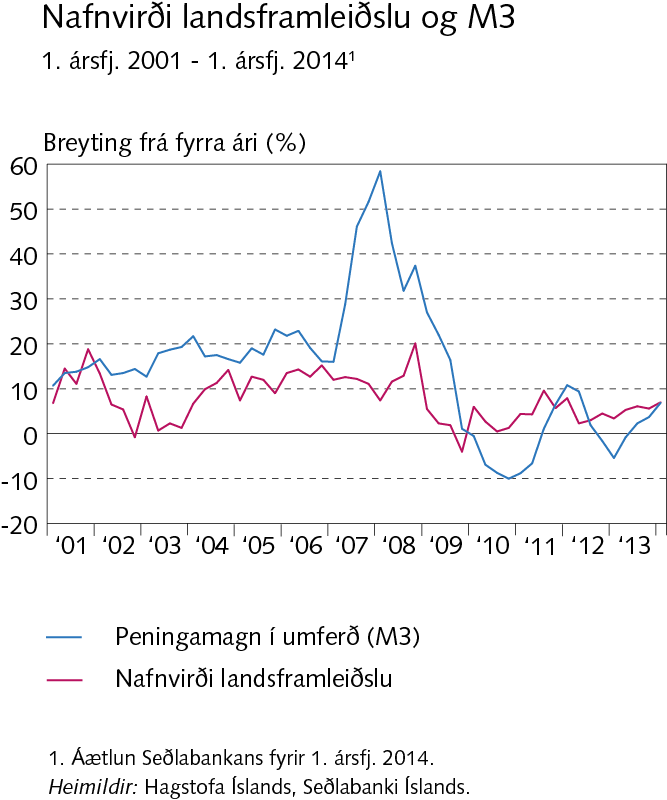 Nafnvirði landsframleiðslu og M3
1. ársfj. 2001 - 1. ársfj. 2014¹
Breyting frá fyrra ári (%)
60
50
40
30
20
10
0
-10
-20
‘01 ‘02 ‘03 ‘04 ‘05 ‘06 ‘07 ‘08 ‘09 ‘10 ‘11 ‘12 ‘13
Peningamagn í umferð (M3)
Nafnvirði landsframleiðslu
1. Áætlun Seðlabankans fyrir 1. ársfj. 2014.
Heimildir: Hagstofa Íslands, Seðlabanki Íslands.